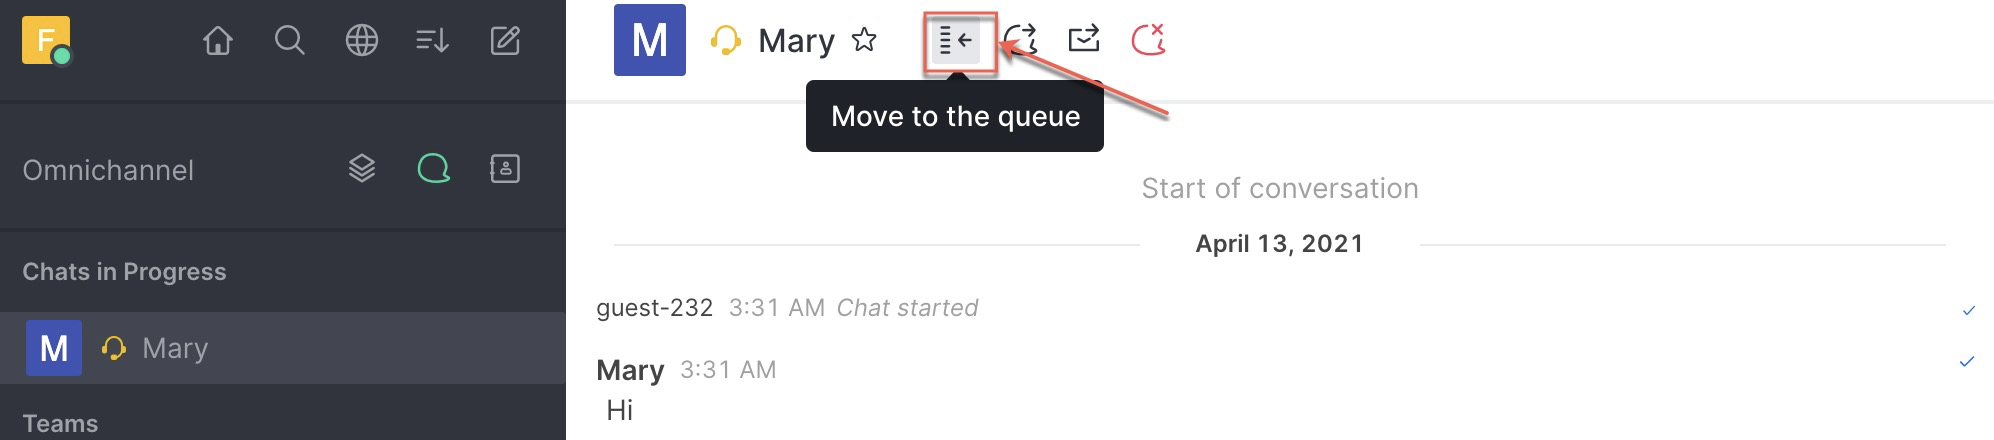 F
Omnichannel
Chats in Progress
M Mary
Teams
M Mary
Move to the queue
Start of conversation
April 13, 2021
guest-232 3:31 AM Chat started
Mary 3:31 AM
Hi